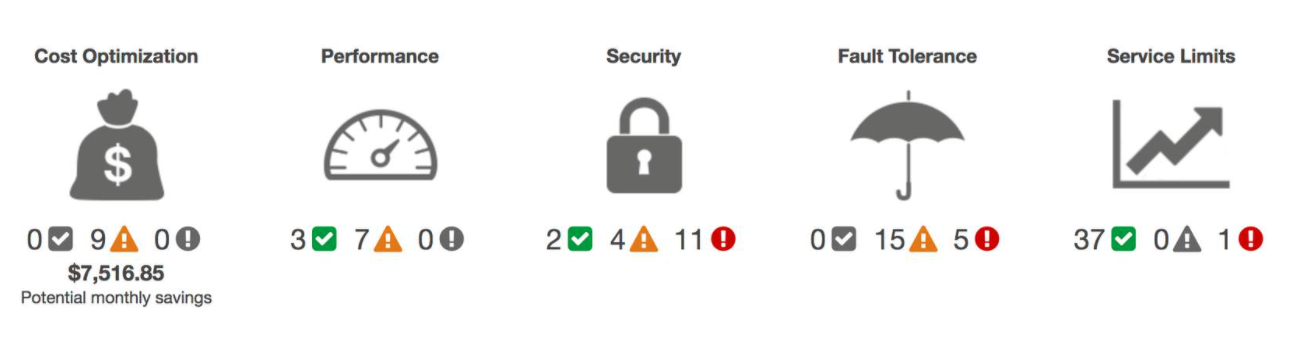 Cost Optimization
Performance
Security
Fault Tolerance
Service Limits
$
0 9 0
3 7 0
2 4 11
0 15 5
37 0 1
$7,516.85
Potential monthly savings